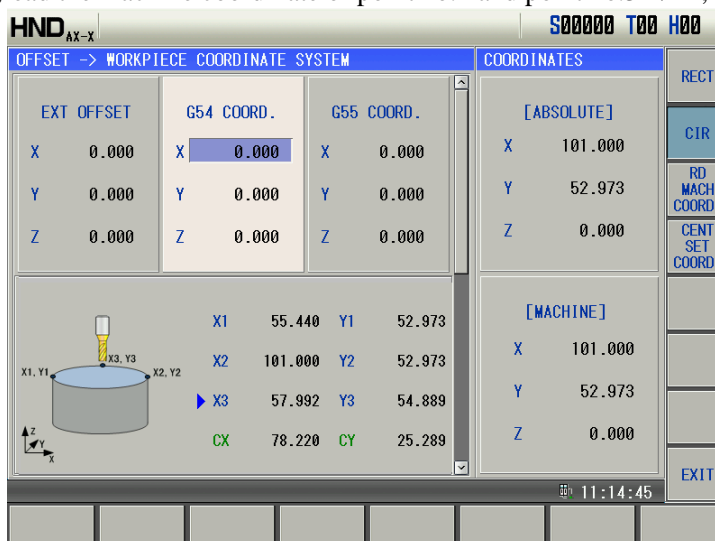 HND AX-X S00000 T00 H00
OFFSET -> WORKPIECE COORDINATE SYSTEM
COORDINATES
EXT OFFSET G54 COORD. G55 COORD.
X 0.000 X 0.000 X 0.000
Y 0.000 Y 0.000 Y 0.000
Z 0.000 Z 0.000 Z 0.000
[ABSOLUTE]
X 101.000
Y 52.973
Z 0.000
X1 55.440 Y1 52.973
X2 101.000 Y2 52.973
X3 57.992 Y3 54.889
CX 78.220 CY 25.289
X3, Y3
X1, Y1
X2, Y2
Z
Y
X
[MACHINE]
X 101.000
Y 52.973
Z 0.000
11:14:45
RECT
CIR
RD
MACH
COORD
CENT
SET
COORD
EXIT